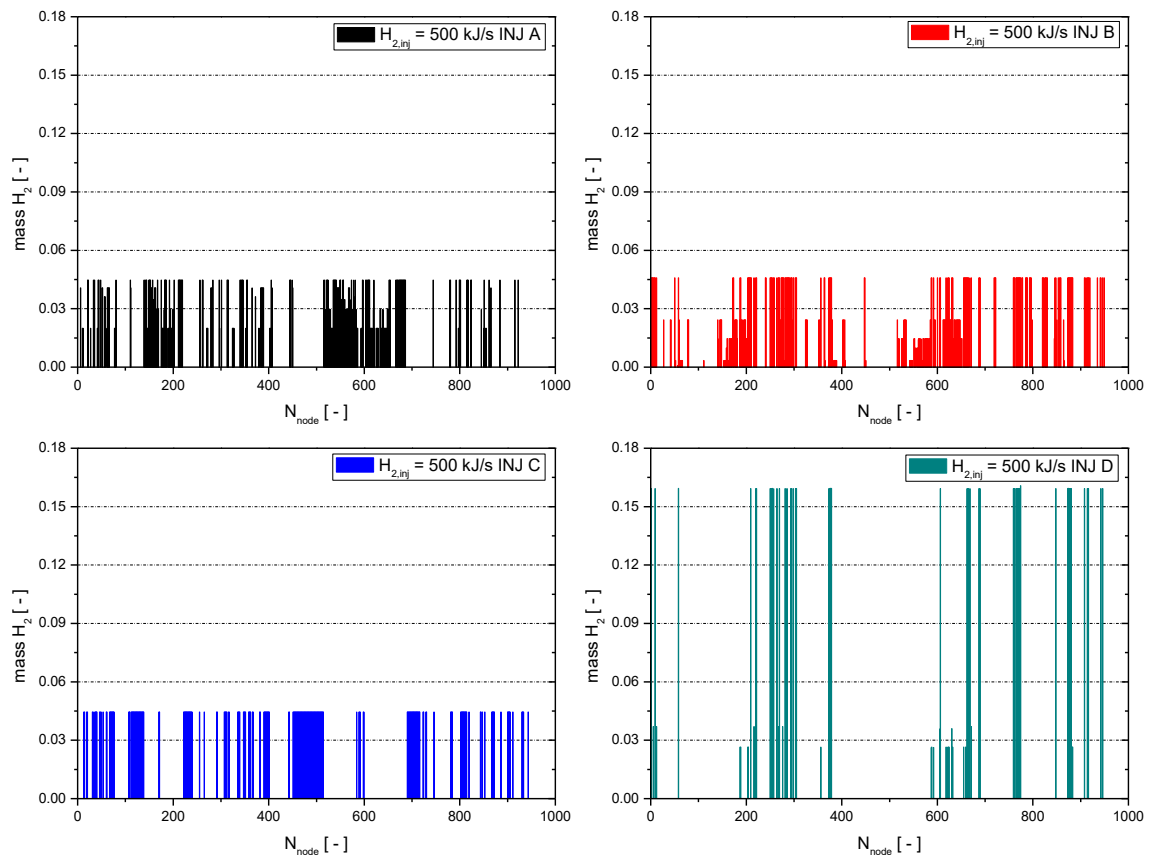 H2,inj = 500 kJ/s INJ A
0.18
0.15
0.12
0.09
0.06
0.03
0.00
mass H2 [ - ]
0 200 400 600 800 1000
Nnode [ - ]
H2,inj = 500 kJ/s INJ B
0.18
0.15
0.12
0.09
0.06
0.03
0.00
mass H2 [ - ]
0 200 400 600 800 1000
Nnode [ - ]
H2,inj = 500 kJ/s INJ C
0.18
0.15
0.12
0.09
0.06
0.03
0.00
mass H2 [ - ]
0 200 400 600 800 1000
Nnode [ - ]
H2,inj = 500 kJ/s INJ D
0.18
0.15
0.12
0.09
0.06
0.03
0.00
mass H2 [ - ]
0 200 400 600 800 1000
Nnode [ - ]